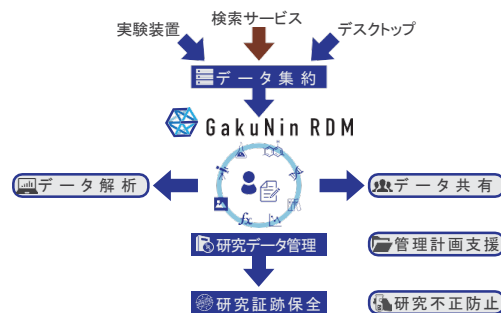 検索サービス
実験装置
デスクトップ
データ集約
GakuNin RDM
データ解析
データ共有
fx
研究データ管理
管理計画支援
研究証跡保全
研究不正防止